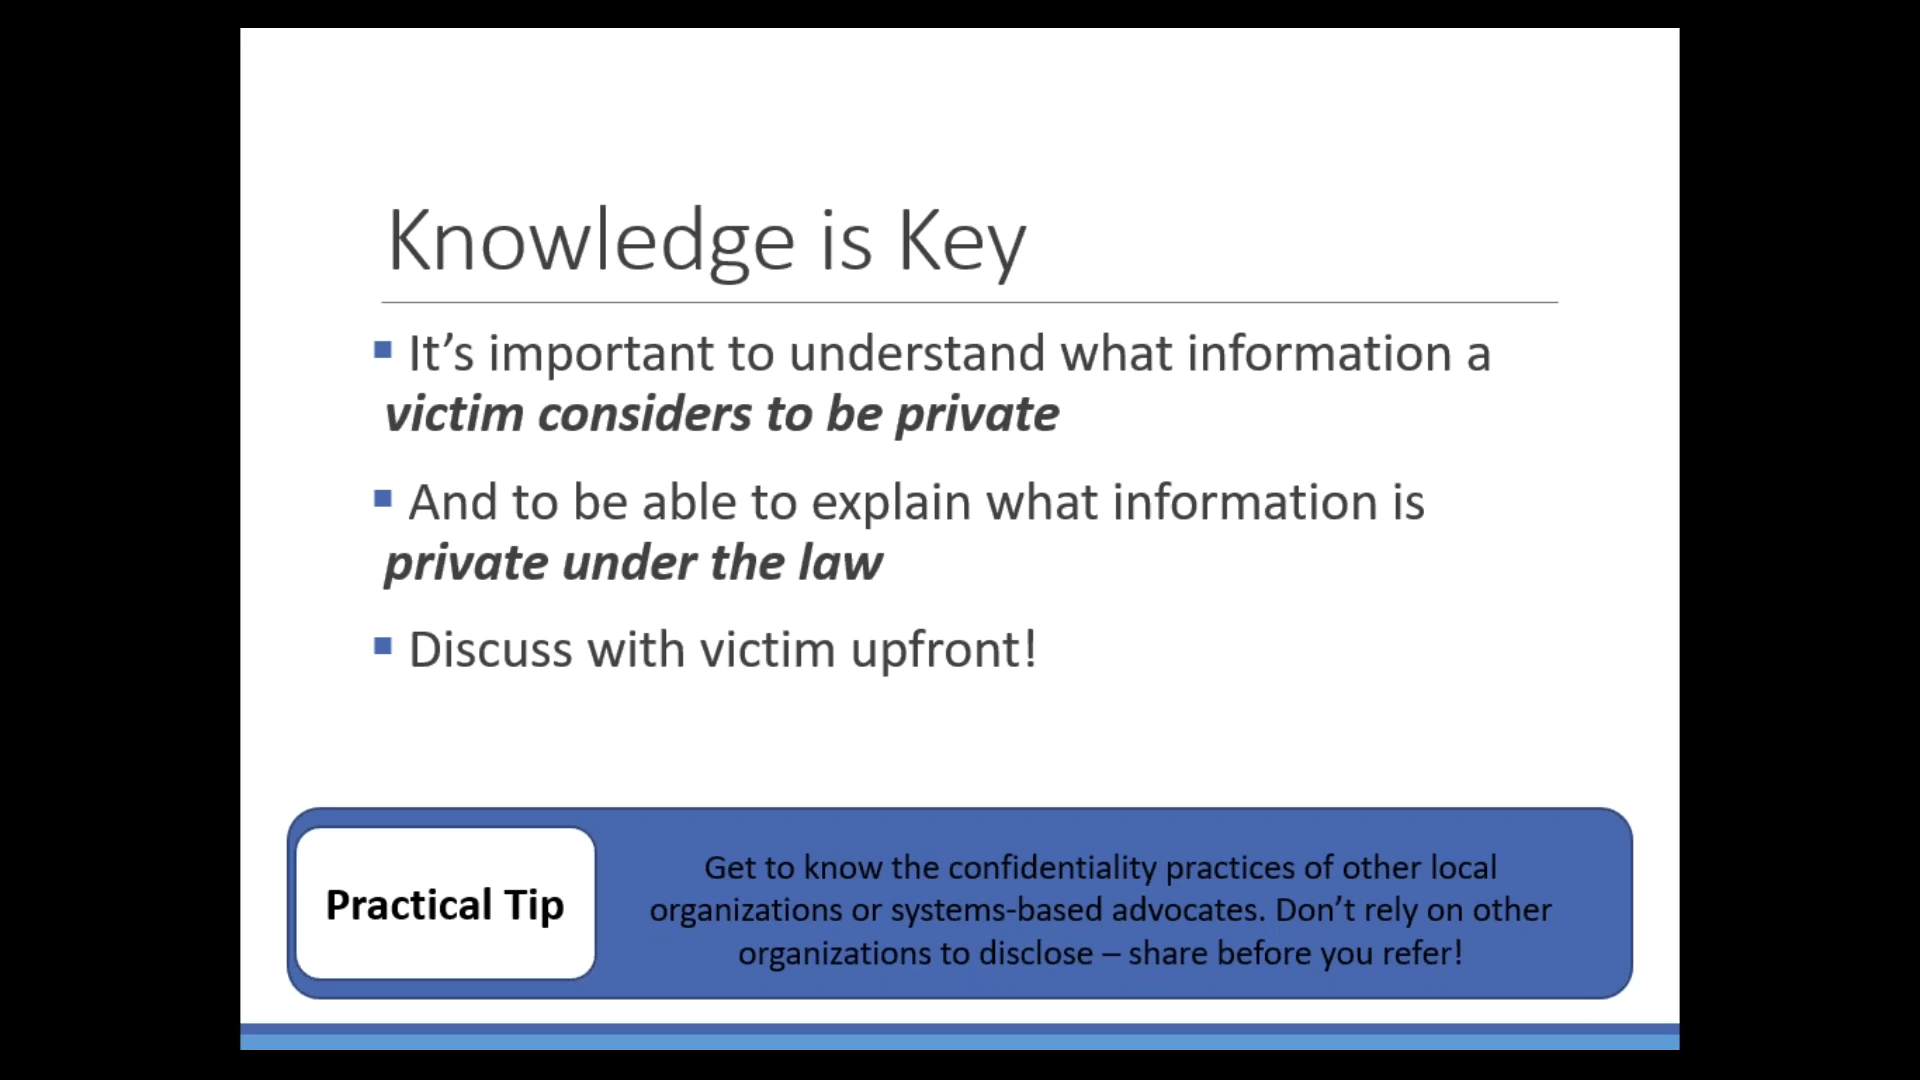 Knowledge is Key
▪ It’s important to understand what information a
victim considers to be private
▪ And to be able to explain what information is
private under the law
▪ Discuss with victim upfront!
Practical Tip
Get to know the confidentiality practices of other local
organizations or systems-based advocates. Don’t rely on other
organizations to disclose – share before you refer!